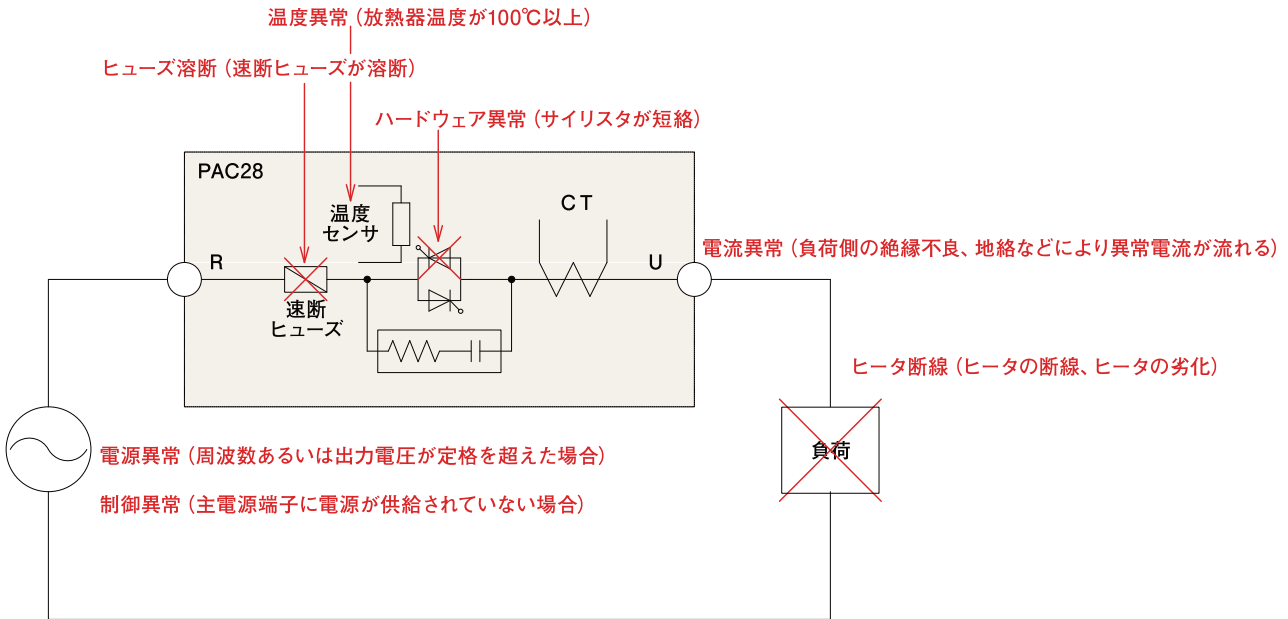 温度異常（放熱器温度が100℃以上）
ヒューズ溶断（速断ヒューズが溶断）
ハードウェア異常（サイリスタが短絡）
PAC28
温度
センサ
CT
R
U
電流異常（負荷側の絶縁不良、地絡などにより異常電流が流れる）
速断
ヒューズ
ヒータ断線（ヒータの断線、ヒータの劣化）
負荷
電源異常（周波数あるいは出力電圧が定格を超えた場合）
制御異常（主電源端子に電源が供給されていない場合）